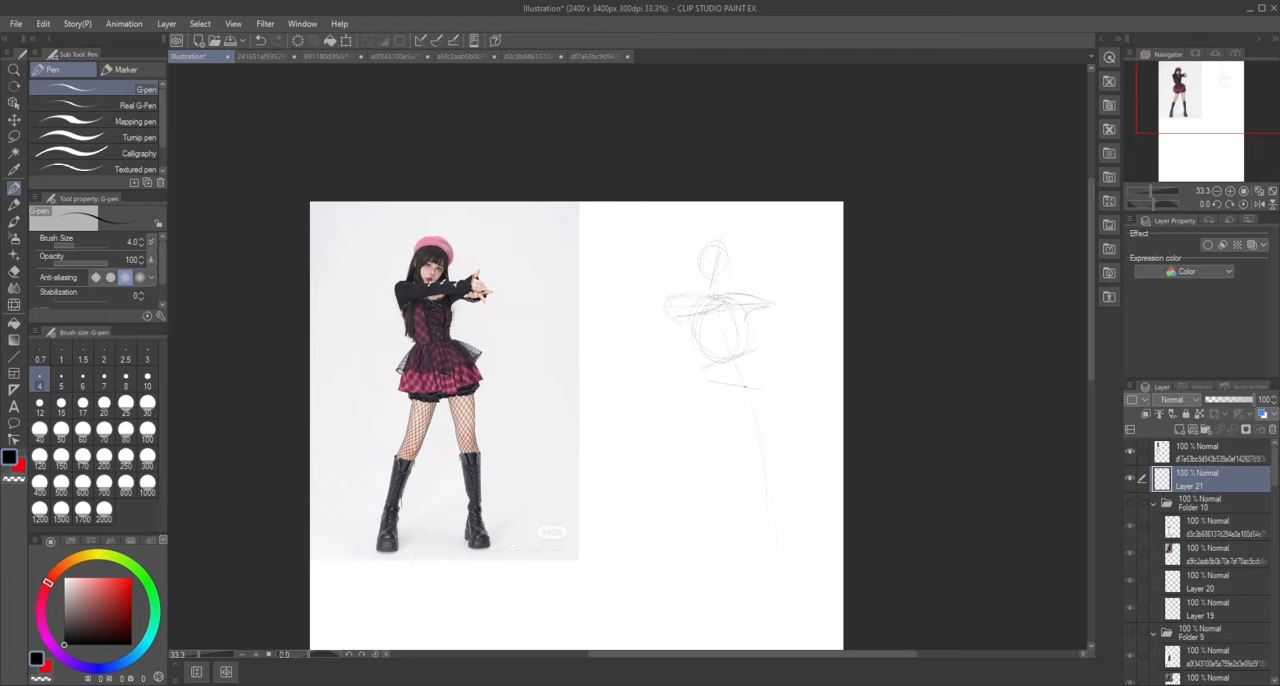 Illustration* (2400 x 3400px 300dpi 33.3%) - CLIP STUDIO PAINT EX
File Edit Story(P) Animation Layer Select View Filter Window Help
Sub Tool: Pen
Pen Marker
G-pen
Real G-Pen
Mapping pen
Turnip pen
Calligraphy
Textured pen
Tool property: G-pen
G-pen
Brush Size 4.0
Opacity 100
Anti-aliasing
Stabilization 0
Brush size: G-pen
0.7 1 1.5 2 2.5 3
4 5 6 7 8 10
12 15 17 20 25 30
40 50 60 70 80 100
120 150 170 200 250 300
400 500 600 700 800 1000
1200 1500 1700 2000
0 0 0
Illustration*
33.3 0.0
Navigator
33.3
0.0
Layer Property
Effect
Expression color
Color
Layer
Normal 100
100 % Normal
100 % Normal
Layer 21
100 % Normal
Folder 10
100 % Normal
100 % Normal
100 % Normal
Layer 20
100 % Normal
Layer 19
100 % Normal
Folder 9
100 % Normal
100 % Normal